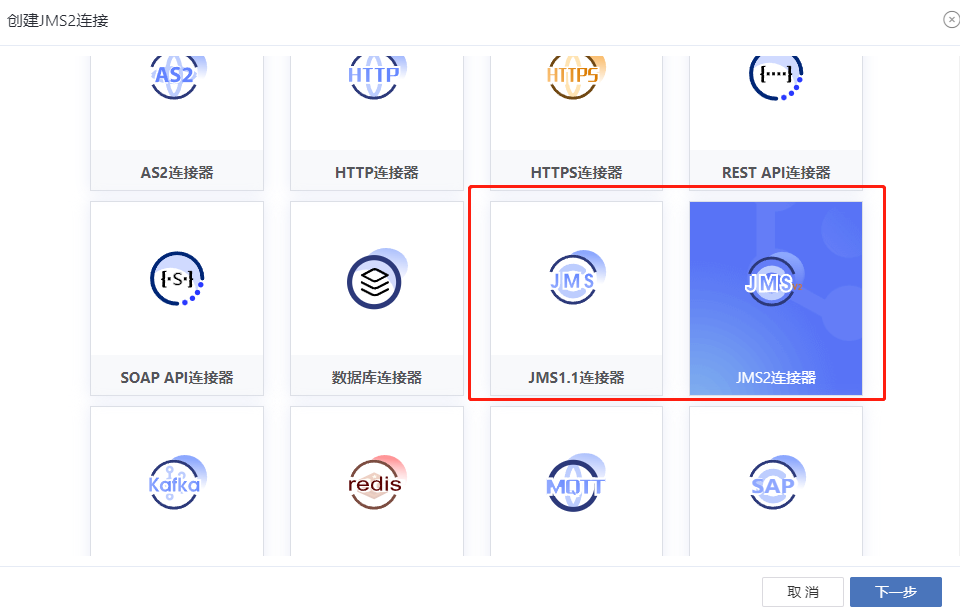 创建JMS2连接
AS2
HTTP
HTTPS
{····}
AS2连接器
HTTP连接器
HTTPS连接器
REST API连接器
{·S·}
JMS
JMS
SOAP API连接器
数据库连接器
JMS1.1连接器
JMS2连接器
Kafka
redis
MQTT
SAP
取 消
下一步